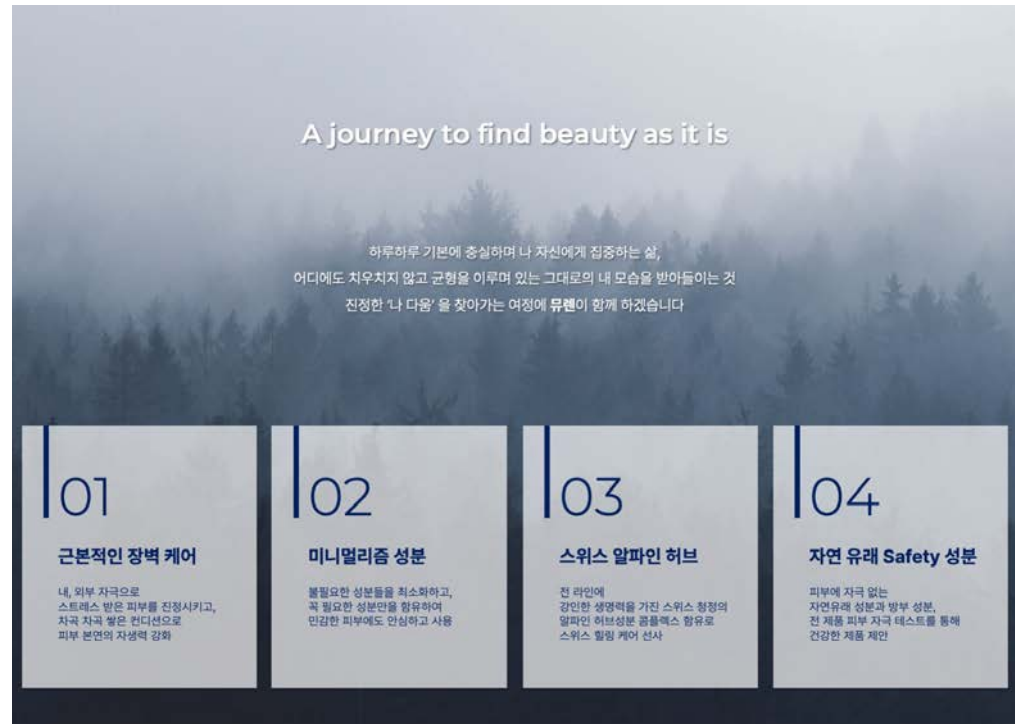 A journey to find beauty as it is
하루하루 기본에 충실하며 나 자신에게 집중하는 삶,
어디에도 치우치지 않고 균형을 이루며 있는 그대로의 내 모습을 받아들이는 것
진정한 ‘나 다움’ 을 찾아가는 여정에 뮤렌이 함께 하겠습니다
01
근본적인 장벽 케어
내, 외부 자극으로
스트레스 받은 피부를 진정시키고,
차곡 차곡 쌓은 컨디션으로
피부 본연의 자생력 강화
02
미니멀리즘 성분
불필요한 성분들을 최소화하고,
꼭 필요한 성분만을 함유하여
민감한 피부에도 안심하고 사용
03
스위스 알파인 허브
전 라인에
강인한 생명력을 가진 스위스 청정의
알파인 허브성분 콤플렉스 함유로
스위스 힐링 케어 선사
04
자연 유래 Safety 성분
피부에 자극 없는
자연유래 성분과 방부 성분,
전 제품 피부 자극 테스트를 통해
건강한 제품 제안